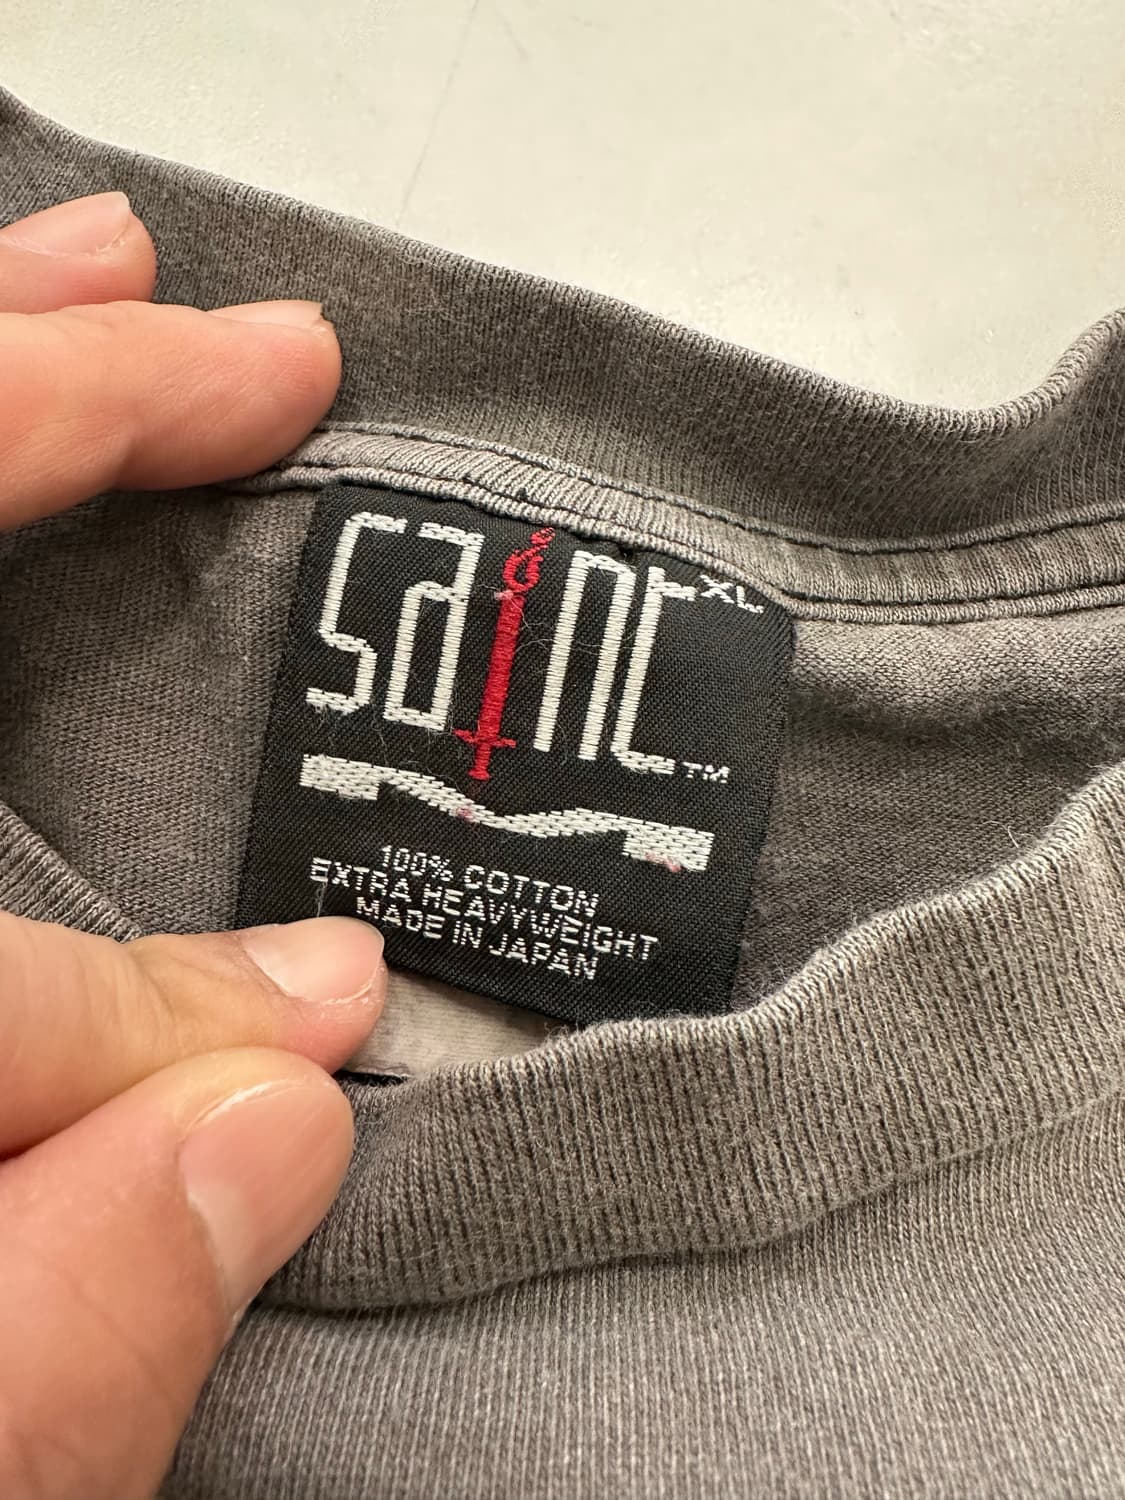 saint XL
TM
100% COTTON
EXTRA HEAVYWEIGHT
MADE IN JAPAN